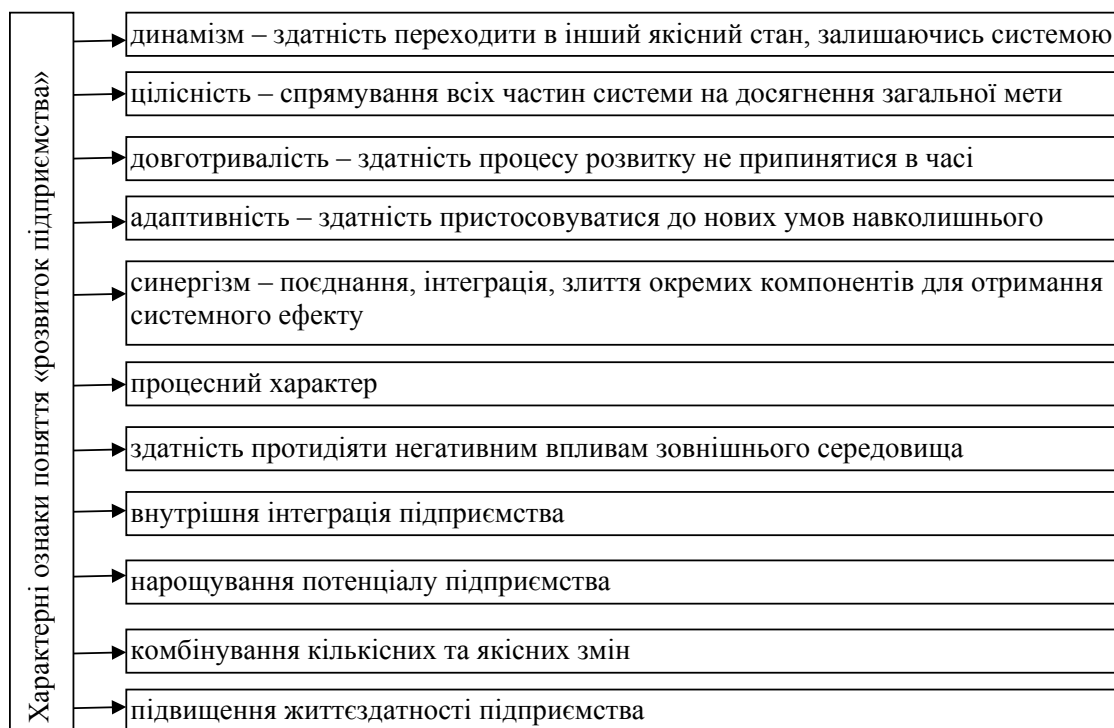 Характерні ознаки поняття «розвиток підприємства»
динамізм – здатність переходити в інший якісний стан, залишаючись системою
цілісність – спрямування всіх частин системи на досягнення загальної мети
довготривалість – здатність процесу розвитку не припинятися в часі
адаптивність – здатність пристосовуватися до нових умов навколишнього
синергізм – поєднання, інтеграція, злиття окремих компонентів для отримання
системного ефекту
процесний характер
здатність протидіяти негативним впливам зовнішнього середовища
внутрішня інтеграція підприємства
нарощування потенціалу підприємства
комбінування кількісних та якісних змін
підвищення життєздатності підприємства